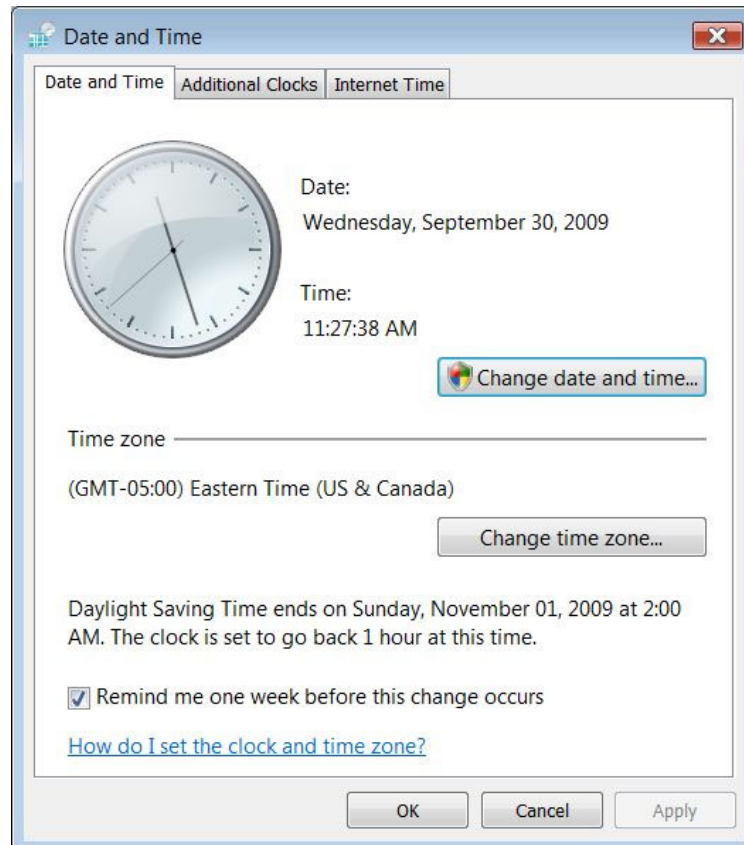 Date and Time
Date and Time
Additional Clocks
Internet Time
Date:
Wednesday, September 30, 2009
Time:
11:27:38 AM
Change date and time...
Time zone
(GMT-05:00) Eastern Time (US & Canada)
Change time zone...
Daylight Saving Time ends on Sunday, November 01, 2009 at 2:00
AM. The clock is set to go back 1 hour at this time.
Remind me one week before this change occurs
How do I set the clock and time zone?
OK
Cancel
Apply